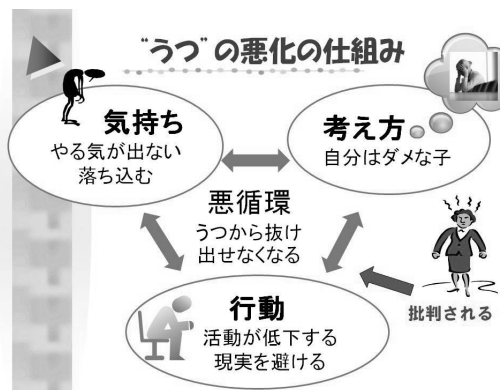 “うつ”の悪化の仕組み
気持ち
やる気が出ない
落ち込む
考え方
自分はダメな子
悪循環
うつから抜け
出せなくなる
批判される
行動
活動が低下する
現実を避ける